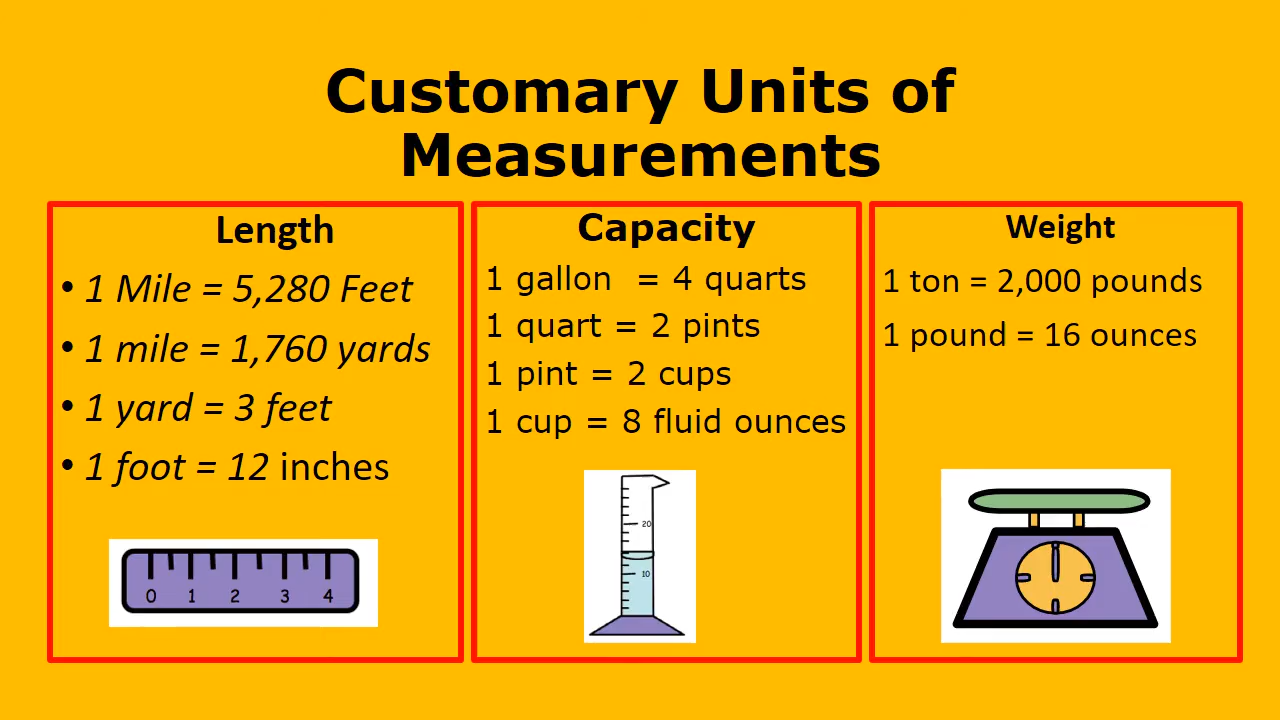 Customary Units of
Measurements
Length
• 1 Mile = 5,280 Feet
• 1 mile = 1,760 yards
• 1 yard = 3 feet
• 1 foot = 12 inches
0 1 2 3 4
Capacity
1 gallon  = 4 quarts
1 quart = 2 pints
1 pint = 2 cups
1 cup = 8 fluid ounces
20
10
Weight
1 ton = 2,000 pounds
1 pound = 16 ounces